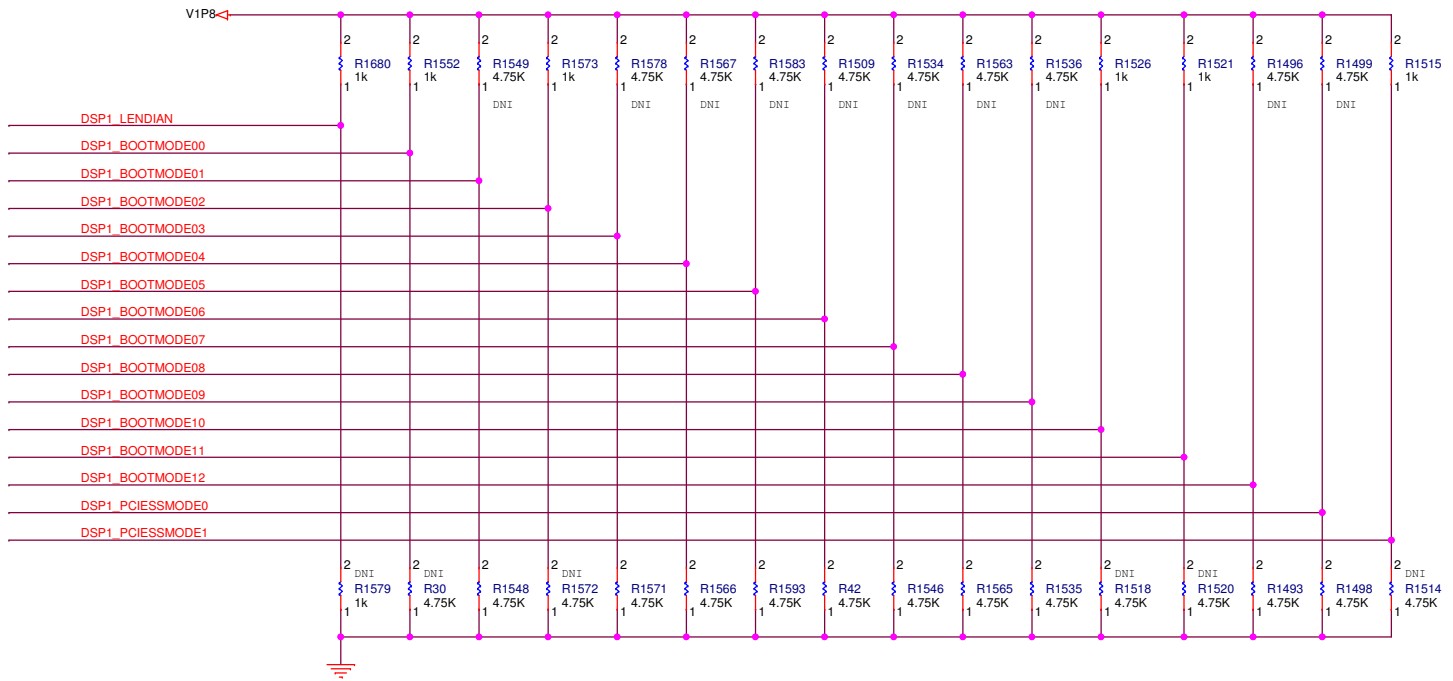 V1P8
2 2 2 2 2 2 2 2 2 2 2 2 2 2 2 2
R1680 R1552 R1549 R1573 R1578 R1567 R1583 R1509 R1534 R1563 R1536 R1526 R1521 R1496 R1499 R1515
1k 1k 4.75K 1k 4.75K 4.75K 4.75K 4.75K 4.75K 4.75K 4.75K 1k 1k 4.75K 4.75K 1k
1 1 1 1 1 1 1 1 1 1 1 1 1 1 1 1
DNI DNI DNI DNI DNI DNI DNI DNI DNI DNI
DSP1_LENDIAN
DSP1_BOOTMODE00
DSP1_BOOTMODE01
DSP1_BOOTMODE02
DSP1_BOOTMODE03
DSP1_BOOTMODE04
DSP1_BOOTMODE05
DSP1_BOOTMODE06
DSP1_BOOTMODE07
DSP1_BOOTMODE08
DSP1_BOOTMODE09
DSP1_BOOTMODE10
DSP1_BOOTMODE11
DSP1_BOOTMODE12
DSP1_PCIESSMODE0
DSP1_PCIESSMODE1
2 2 2 2 2 2 2 2 2 2 2 2 2 2 2 2
DNI DNI DNI DNI DNI DNI
R1579 R30 R1548 R1572 R1571 R1566 R1593 R42 R1546 R1565 R1535 R1518 R1520 R1493 R1498 R1514
1k 4.75K 4.75K 4.75K 4.75K 4.75K 4.75K 4.75K 4.75K 4.75K 4.75K 4.75K 4.75K 4.75K 4.75K 4.75K
1 1 1 1 1 1 1 1 1 1 1 1 1 1 1 1